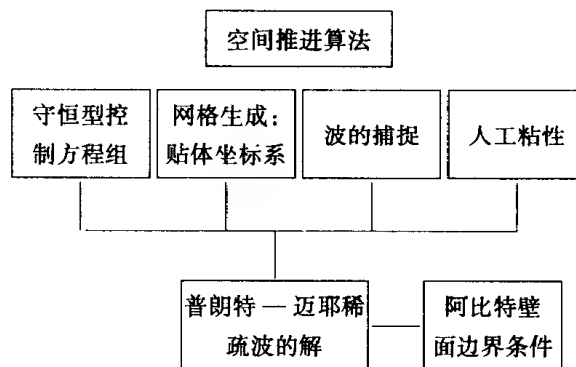 空间推进算法
守恒型控
制方程组
网格生成：
贴体坐标系
波的捕捉
人工粘性
普朗特 — 迈耶稀
疏波的解
阿比特壁
面边界条件